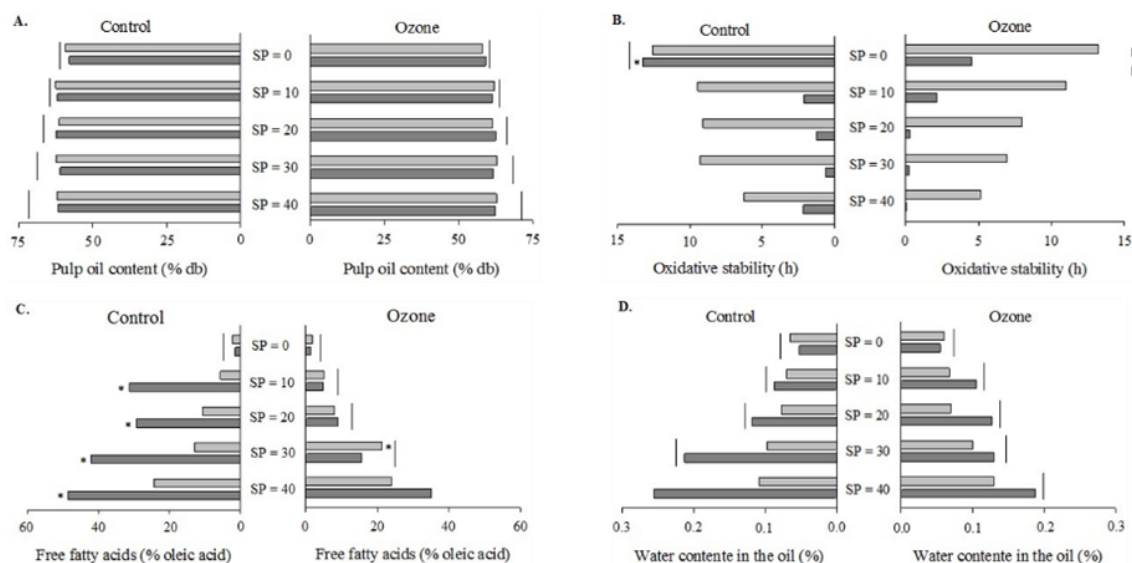 A.
Control
Ozone
SP = 0
SP = 10
SP = 20
SP = 30
SP = 40
75 50 25 0
0 25 50 75
Pulp oil content (% db)
Pulp oil content (% db)
B.
Control
Ozone
*
SP = 0
SP = 10
SP = 20
SP = 30
SP = 40
15 10 5 0
0 5 10 15
Oxidative stability (h)
Oxidative stability (h)
C.
Control
Ozone
SP = 0
* SP = 10
* SP = 20
* SP = 30 *
* SP = 40
60 40 20 0
0 20 40 60
Free fatty acids (% oleic acid)
Free fatty acids (% oleic acid)
D.
Control
Ozone
SP = 0
SP = 10
SP = 20
SP = 30
SP = 40
0.3 0.2 0.1 0.0
0.0 0.1 0.2 0.3
Water contente in the oil (%)
Water contente in the oil (%)